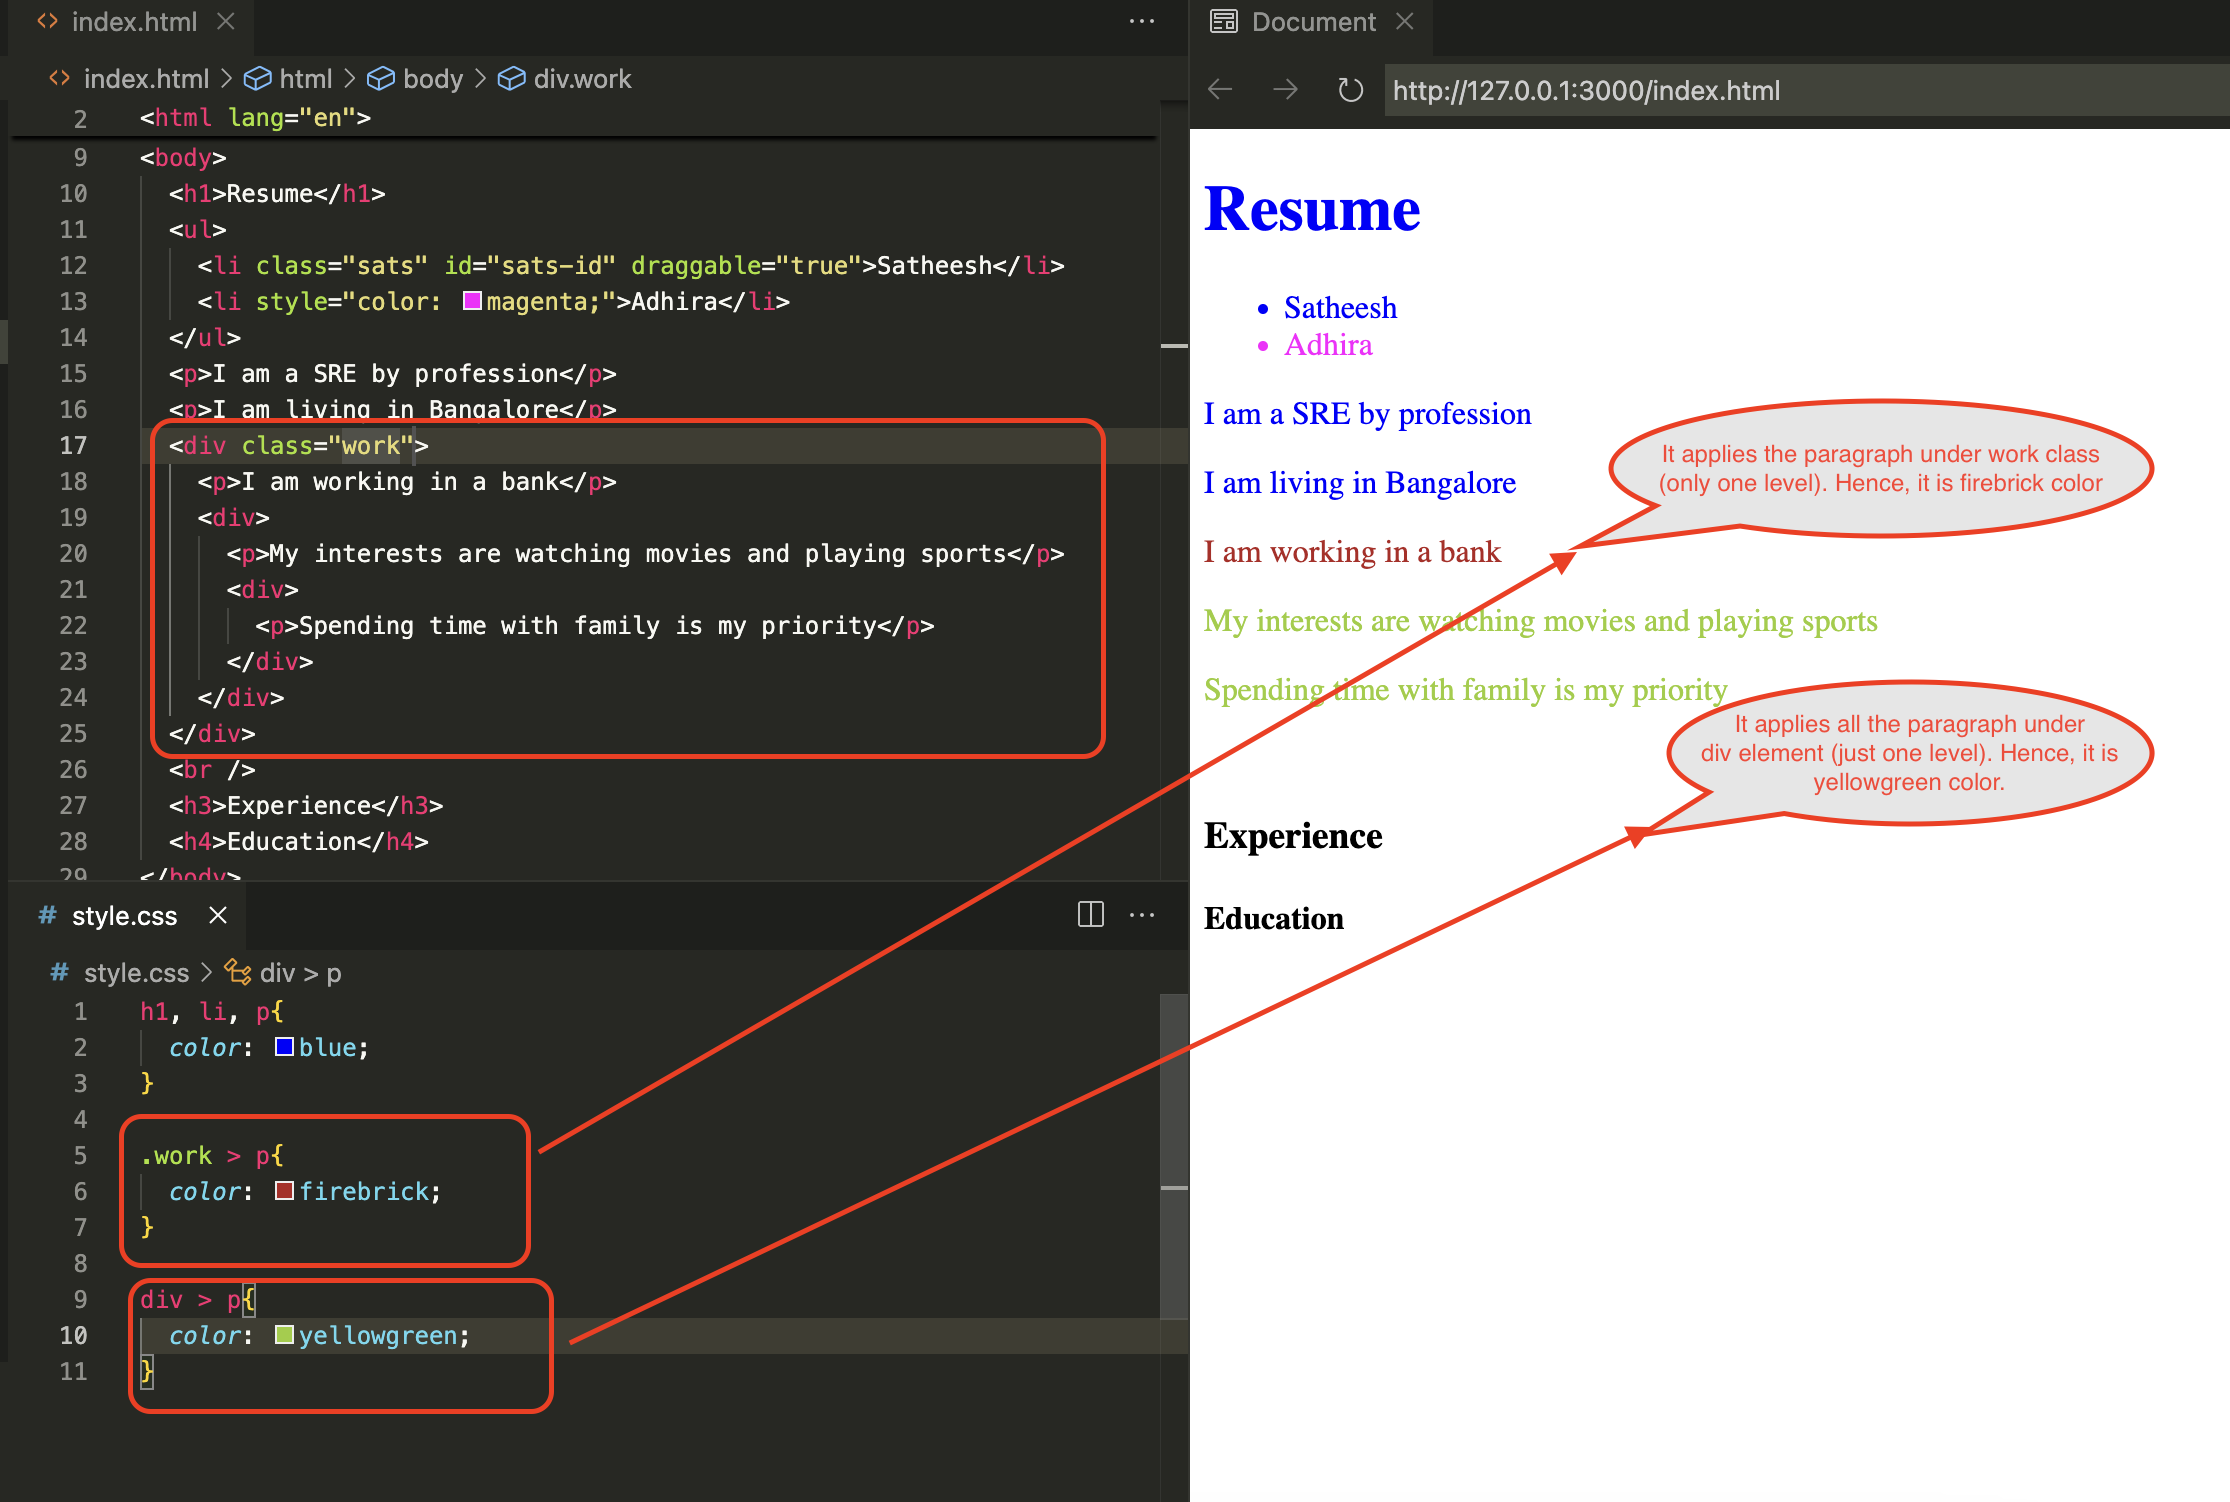 index.html
index.html > html > body > div.work
2 <html lang="en">
9 <body>
10 <h1>Resume</h1>
11 <ul>
12 <li class="sats" id="sats-id" draggable="true">Satheesh</li>
13 <li style="color: magenta;">Adhira</li>
14 </ul>
15 <p>I am a SRE by profession</p>
16 <p>I am living in Bangalore</p>
17 <div class="work">
18 <p>I am working in a bank</p>
19 <div>
20 <p>My interests are watching movies and playing sports</p>
21 <div>
22 <p>Spending time with family is my priority</p>
23 </div>
24 </div>
25 </div>
26 <br />
27 <h3>Experience</h3>
28 <h4>Education</h4>
29 </body>
# style.css
# style.css > div > p
1 h1, li, p{
2 color: blue;
3 }
4
5 .work > p{
6 color: firebrick;
7 }
8
9 div > p{
10 color: yellowgreen;
11 }
Document
http://127.0.0.1:3000/index.html
Resume
• Satheesh
• Adhira
I am a SRE by profession
I am living in Bangalore
I am working in a bank
My interests are watching movies and playing sports
Spending time with family is my priority
Experience
Education
It applies the paragraph under work class
(only one level). Hence, it is firebrick color
It applies all the paragraph under
div element (just one level). Hence, it is
yellowgreen color.